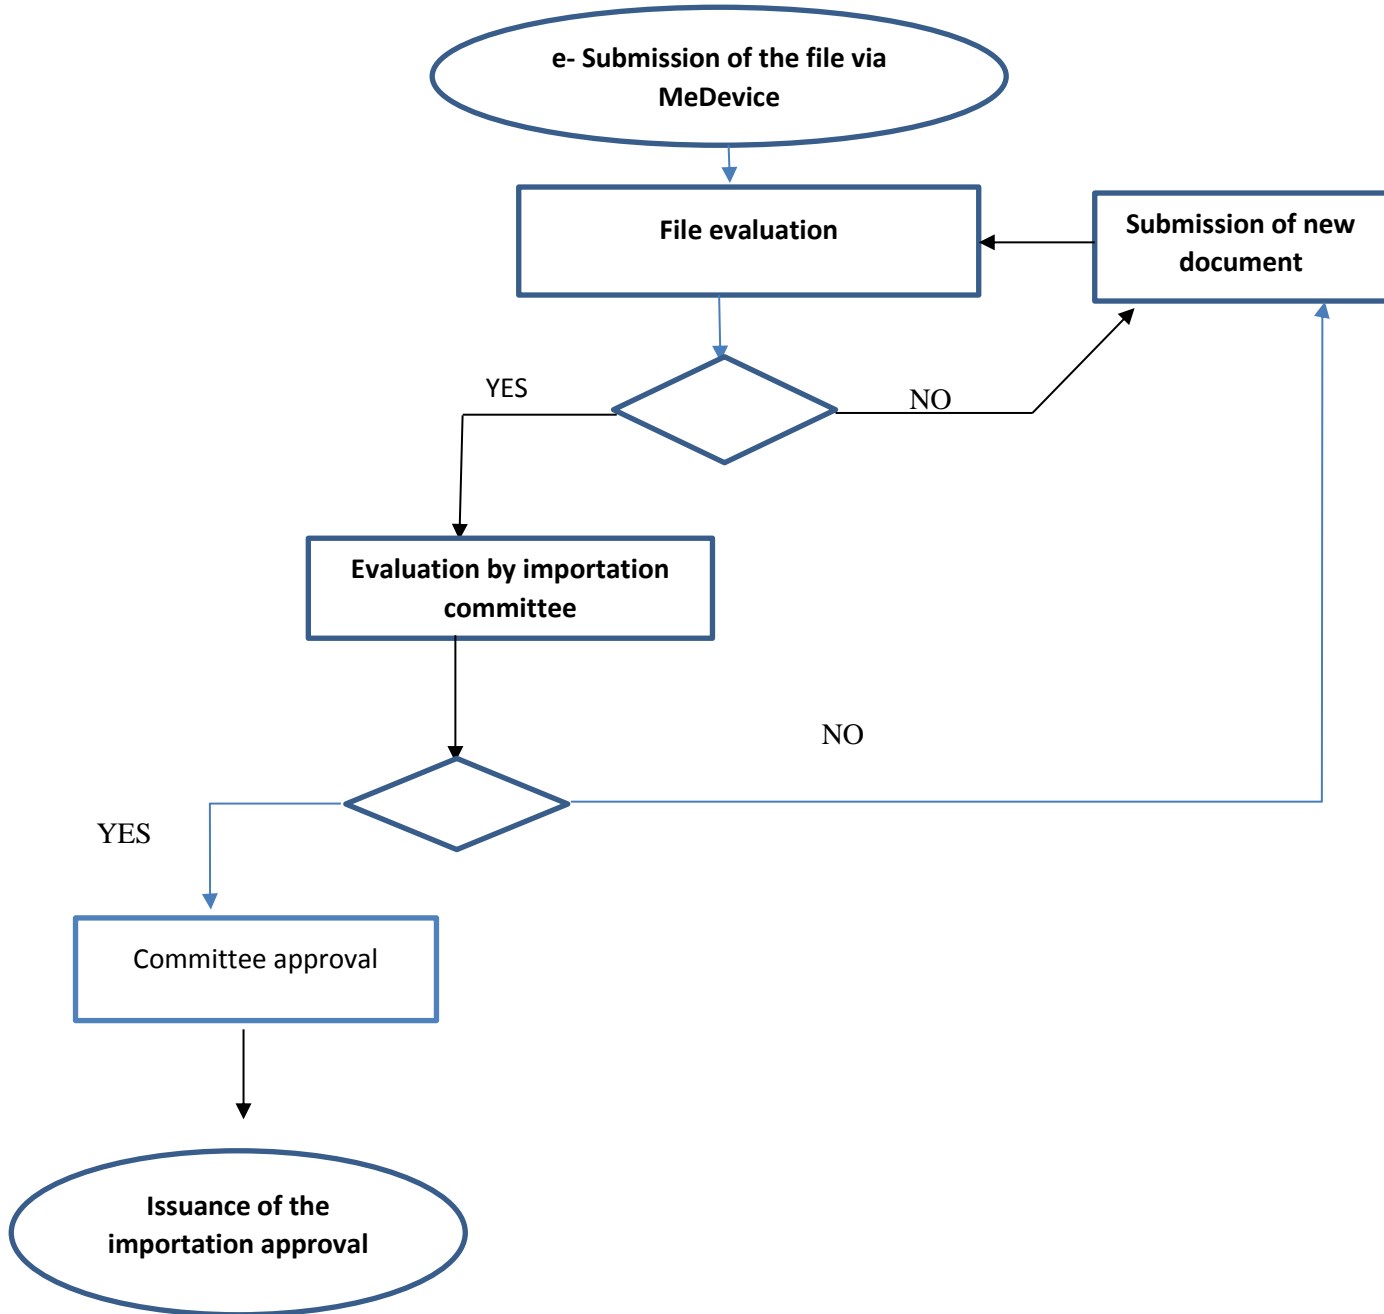 e- Submission of the file via
MeDevice
File evaluation
Submission of new
document
YES
NO
Evaluation by importation
committee
NO
YES
Committee approval
Issuance of the
importation approval